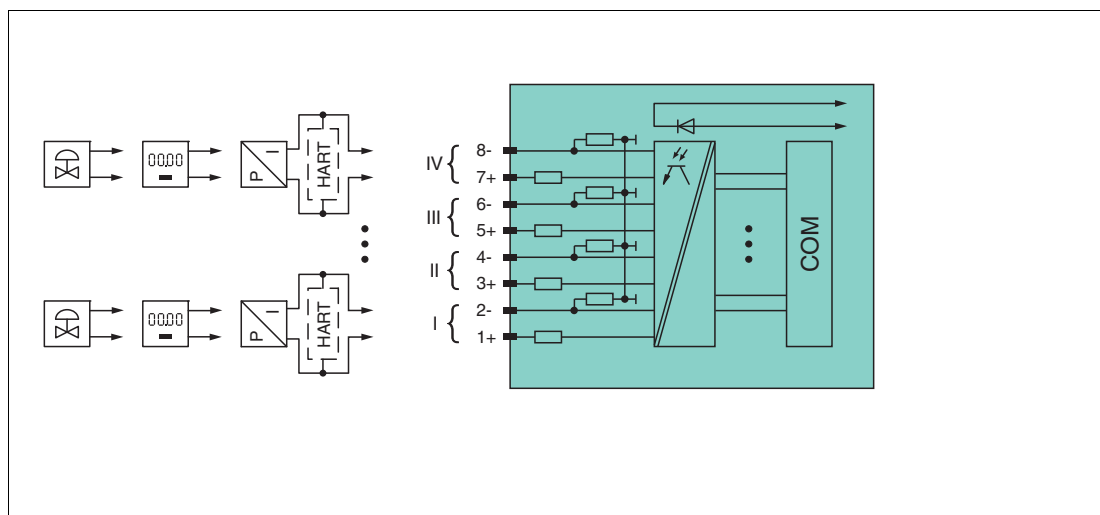 00.00
P
I
HART
00.00
P
I
HART
IV
8-
7+
III
6-
5+
II
4-
3+
I
2-
1+
COM